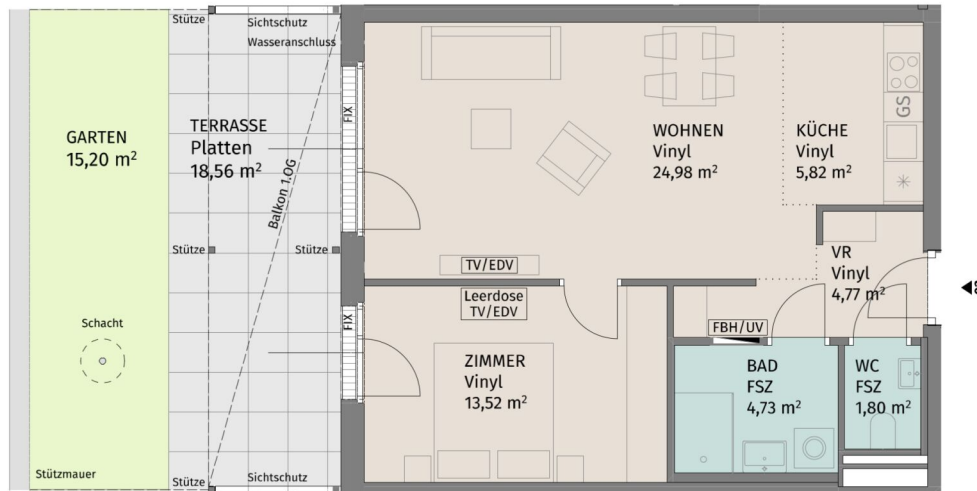 Stütze
Sichtschutz
Wasseranschluss
GARTEN
15,20 m²
TERRASSE
Platten
18,56 m²
Balkon 1.OG
FIX
WOHNEN
Vinyl
24,98 m²
KÜCHE
Vinyl
5,82 m²
GS
Stütze
Stütze
TV/EDV
VR
Vinyl
4,77 m²
Leerdose
TV/EDV
FIX
FBH/UV
Schacht
ZIMMER
Vinyl
13,52 m²
BAD
FSZ
4,73 m²
WC
FSZ
1,80 m²
Stützmauer
Stütze
Sichtschutz